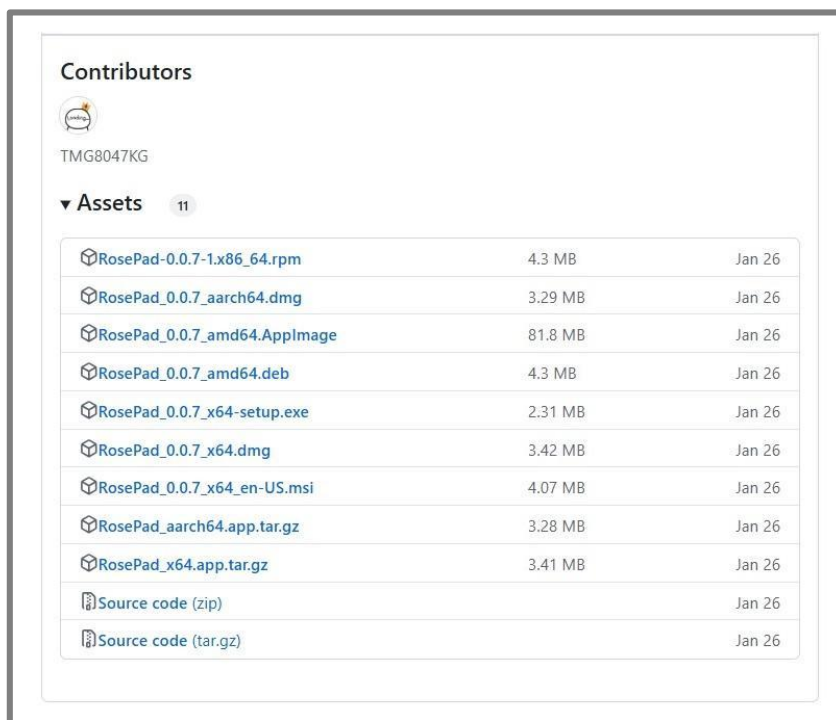 Contributors
Loading...
TMG8047KG
Assets 11
RosePad-0.0.7-1.x86_64.rpm 4.3 MB Jan 26
RosePad_0.0.7_aarch64.dmg 3.29 MB Jan 26
RosePad_0.0.7_amd64.AppImage 81.8 MB Jan 26
RosePad_0.0.7_amd64.deb 4.3 MB Jan 26
RosePad_0.0.7_x64-setup.exe 2.31 MB Jan 26
RosePad_0.0.7_x64.dmg 3.42 MB Jan 26
RosePad_0.0.7_x64_en-US.msi 4.07 MB Jan 26
RosePad_aarch64.app.tar.gz 3.28 MB Jan 26
RosePad_x64.app.tar.gz 3.41 MB Jan 26
Source code (zip) Jan 26
Source code (tar.gz) Jan 26